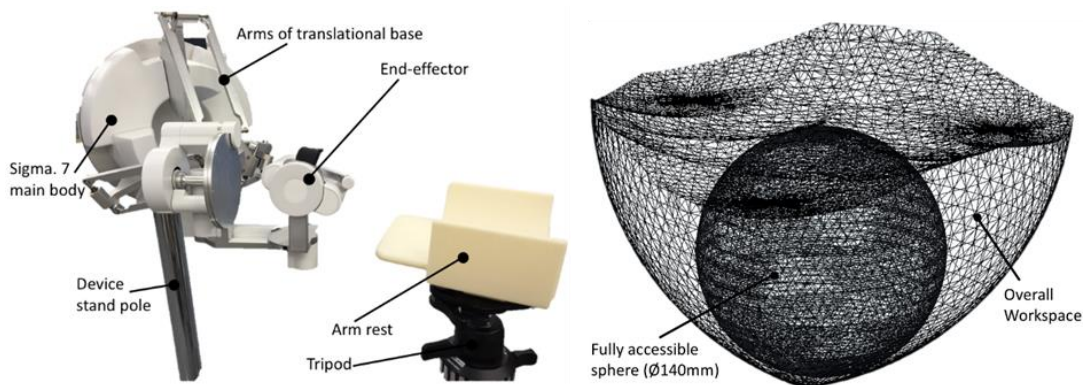 Arms of translational base
End-effector
Sigma. 7
main body
Device
stand pole
Arm rest
Tripod
Fully accessible
sphere (Ø140mm)
Overall
Workspace